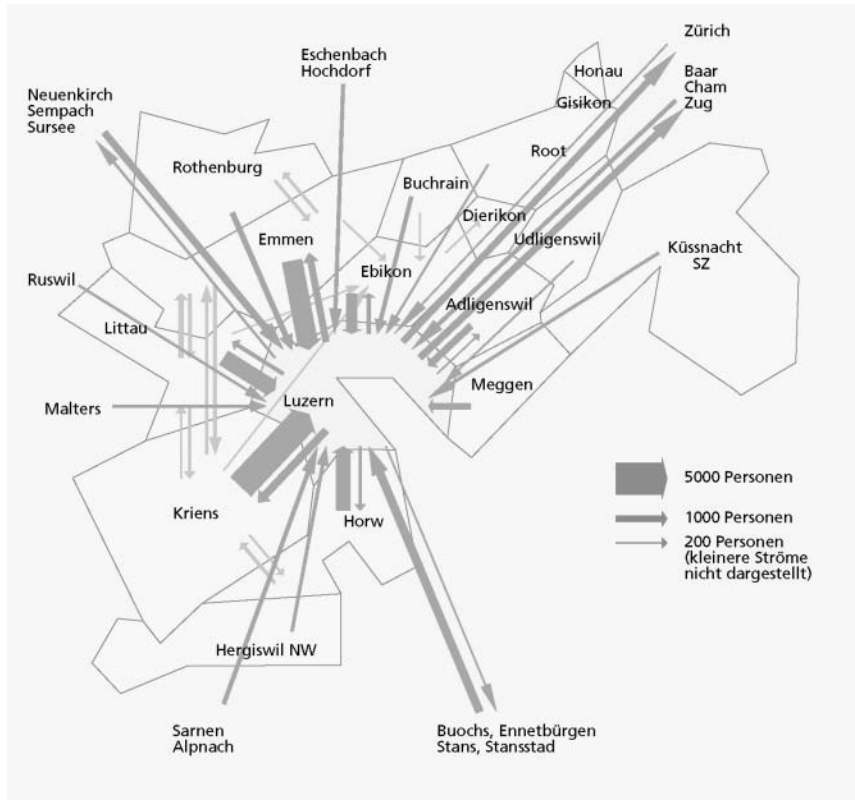 Zürich
Eschenbach
Hochdorf
Honau
Baar
Cham
Zug
Neuenkirch
Sempach
Sursee
Gisikon
Root
Rothenburg
Buchrain
Dierikon
Emmen
Udligenswil
Ebikon
Küssnacht
SZ
Ruswil
Adligenswil
Littau
Meggen
Luzern
Malters
5000 Personen
Kriens
Horw
1000 Personen
200 Personen
(kleinere Ströme
nicht dargestellt)
Hergiswil NW
Sarnen
Alpnach
Buochs, Ennetbürgen
Stans, Stansstad